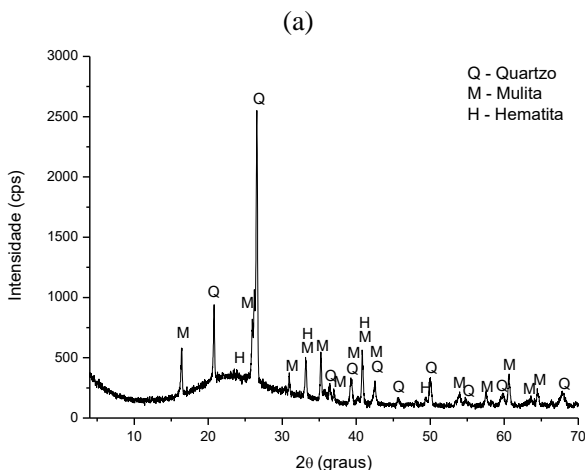 (a)
Q - Quartzo
M - Mulita
H - Hematita
Intensidade (cps)
3000
2500
2000
1500
1000
500
0
Q
M
Q
H
M
M
H
M
M
Q
M
M
Q
H
M
M
Q
Q
H
Q
M
Q
M
Q
M
M
M
Q
10
20
30
40
50
60
70
2θ (graus)